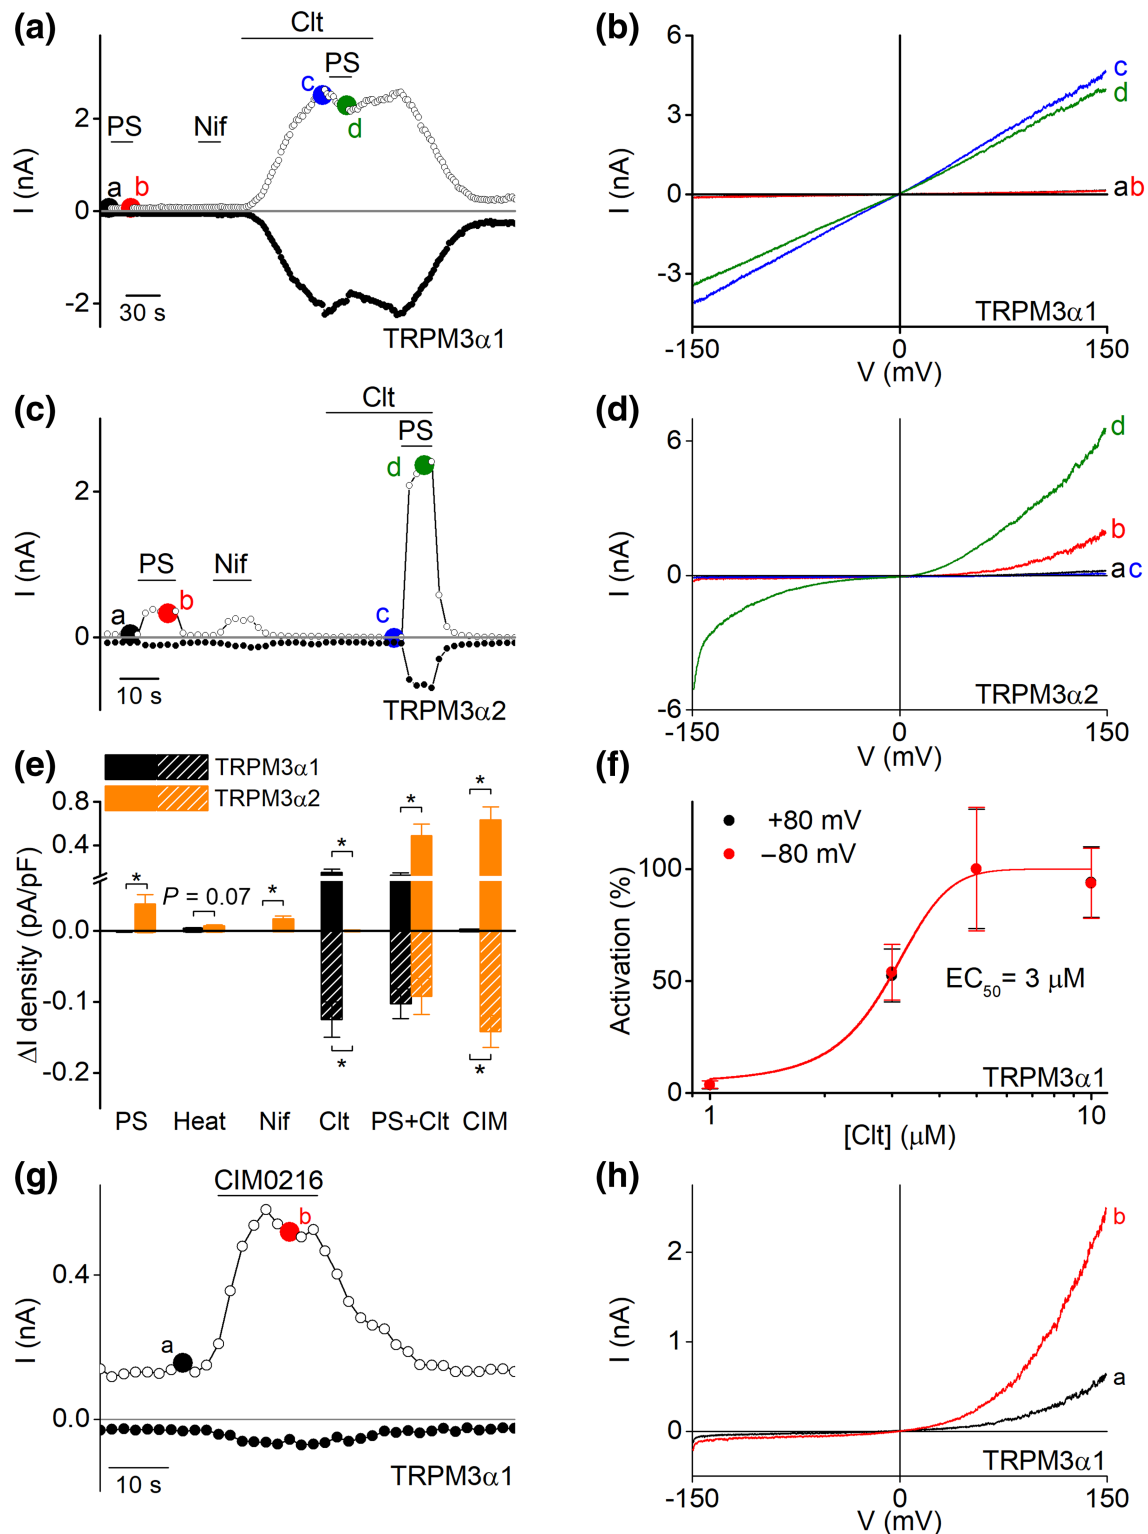 (a)
Clt
PS
c
d
PS
Nif
a
b
2
0
-2
I (nA)
30 s
TRPM3α1
(b)
6
3
0
-3
I (nA)
c
d
a b
TRPM3α1
-150
0
150
V (mV)
(c)
Clt
PS
d
PS
Nif
a
b
c
2
0
I (nA)
10 s
TRPM3α2
(d)
6
0
-6
I (nA)
d
b
a c
TRPM3α2
-150
0
150
V (mV)
(e)
TRPM3α1
TRPM3α2
0.8
0.4
0.0
-0.1
-0.2
ΔI density (pA/pF)
*
P = 0.07
*
*
*
*
*
*
PS
Heat
Nif
Clt
PS+Clt
CIM
(f)
+80 mV
−80 mV
100
50
0
Activation (%)
EC50= 3 μM
TRPM3α1
1
10
[Clt] (μM)
(g)
CIM0216
b
a
0.4
0.0
I (nA)
10 s
TRPM3α1
(h)
2
1
0
I (nA)
b
a
TRPM3α1
-150
0
150
V (mV)